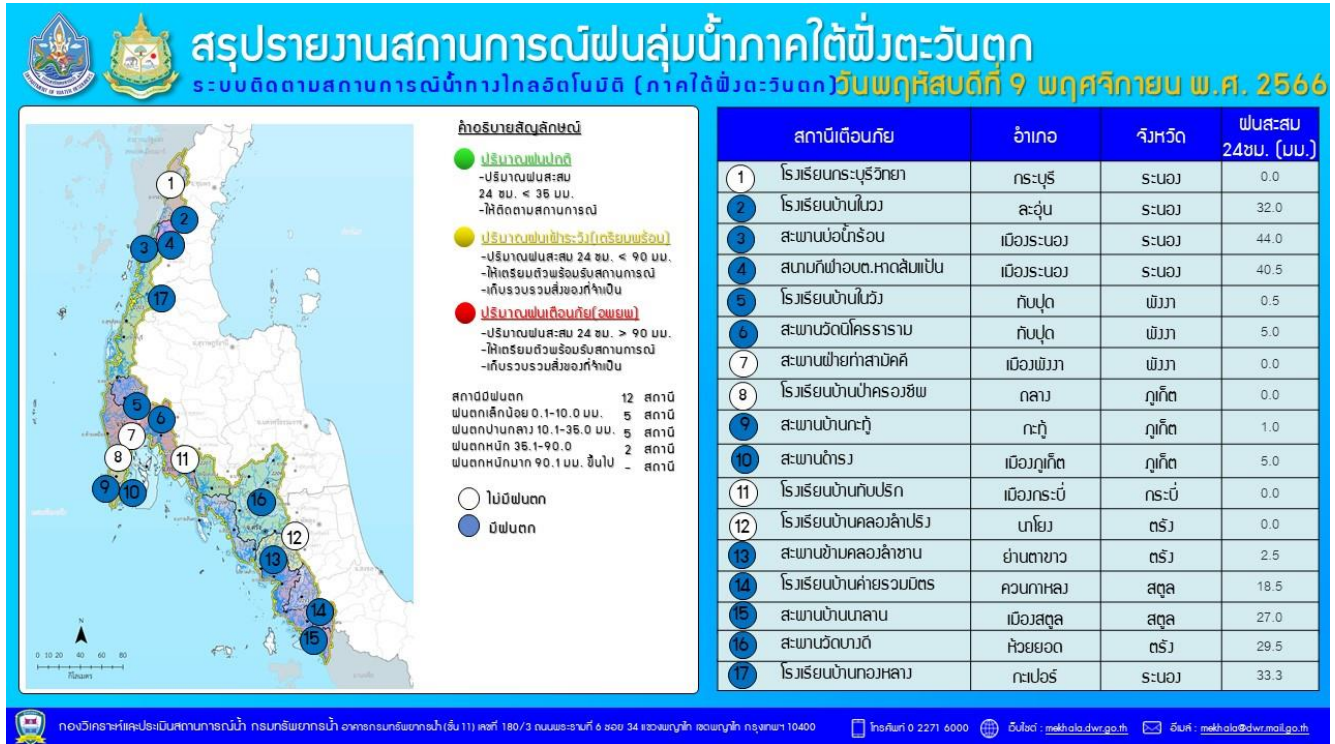 สรุปรายงานสถานการณ์ฝนลุ่มน้ำภาคใต้ฝั่งตะวันตก
ระบบติดตามสถานการณ์น้ำทางไกลอัตโนมัติ (ภาคใต้ฝั่งตะวันตก) วันพฤหัสบดีที่ 9 พฤศจิกายน พ.ศ. 2566
คำอธิบายสัญลักษณ์
ปริมาณฝนปกติ
-ปริมาณฝนสะสม
24 ชม. < 35 มม.
-ให้ติดตามสถานการณ์
ปริมาณฝนเฝ้าระวัง(เตรียมพร้อม)
-ปริมาณฝนสะสม 24 ชม. < 90 มม.
-ให้เตรียมตัวพร้อมรับสถานการณ์
-เก็บรวบรวมสิ่งของที่จำเป็น
ปริมาณฝนเตือนภัย(อพยพ)
-ปริมาณฝนสะสม 24 ชม. > 90 มม.
-ให้เตรียมตัวพร้อมรับสถานการณ์
-เก็บรวบรวมสิ่งของที่จำเป็น
สถานีมีฝนตก 12 สถานี
ฝนตกเล็กน้อย 0.1-10.0 มม. 5 สถานี
ฝนตกปานกลาง 10.1-35.0 มม. 5 สถานี
ฝนตกหนัก 35.1-90.0 2 สถานี
ฝนตกหนักมาก 90.1 มม. ขึ้นไป - สถานี
ไม่มีฝนตก
มีฝนตก
1
2
3 4
17
5
6
7
8 11
9 10
16
12
13
14
15
N
0 10 20 40 60 80
กิโลเมตร
สถานีเตือนภัย อำเภอ จังหวัด ฝนสะสม 24ชม. (มม.)
1 โรงเรียนกระบุรีวิทยา กระบุรี ระนอง 0.0
2 โรงเรียนบ้านในวง ละอุ่น ระนอง 32.0
3 สะพานบ่อน้ำร้อน เมืองระนอง ระนอง 44.0
4 สนามกีฬาอบต.หาดส้มแป้น เมืองระนอง ระนอง 40.5
5 โรงเรียนบ้านในวัง ทับปุด พังงา 0.5
6 สะพานวัดนิโครธาราม ทับปุด พังงา 5.0
7 สะพานฝ่ายท่าสามัคคี เมืองพังงา พังงา 0.0
8 โรงเรียนบ้านป่าครองชีพ ถลาง ภูเก็ต 0.0
9 สะพานบ้านกะทู้ กะทู้ ภูเก็ต 1.0
10 สะพานดำรง เมืองภูเก็ต ภูเก็ต 5.0
11 โรงเรียนบ้านทับปริก เมืองกระบี่ กระบี่ 0.0
12 โรงเรียนบ้านคลองลำปริง นาโยง ตรัง 0.0
13 สะพานข้ามคลองลำชาน ย่านตาขาว ตรัง 2.5
14 โรงเรียนบ้านค่ายรวมมิตร ควนกาหลง สตูล 18.5
15 สะพานบ้านนาลาน เมืองสตูล สตูล 27.0
16 สะพานวัดบางดี ห้วยยอด ตรัง 29.5
17 โรงเรียนบ้านทองหลาง กะเปอร์ ระนอง 33.3
กองวิเคราะห์และประเมินสถานการณ์น้ำ กรมทรัพยากรน้ำ อาคารกรมทรัพยากรน้ำ (ชั้น 11) เลขที่ 180/3 ถนนพระรามที่ 6 ซอย 34 แขวงพญาไท เขตพญาไท กรุงเทพฯ 10400 โทรศัพท์ 0 2271 6000 เว็บไซต์ : mekhala.dwr.go.th อีเมล์ : mekhala@dwr.mail.go.th